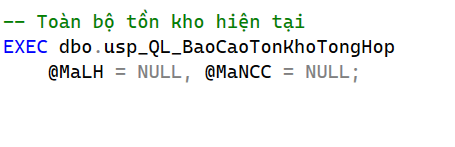 -- Toàn bộ tồn kho hiện tại
EXEC dbo.usp_QL_BaoCaoTonKhoTongHop
    @MaLH = NULL, @MaNCC = NULL;